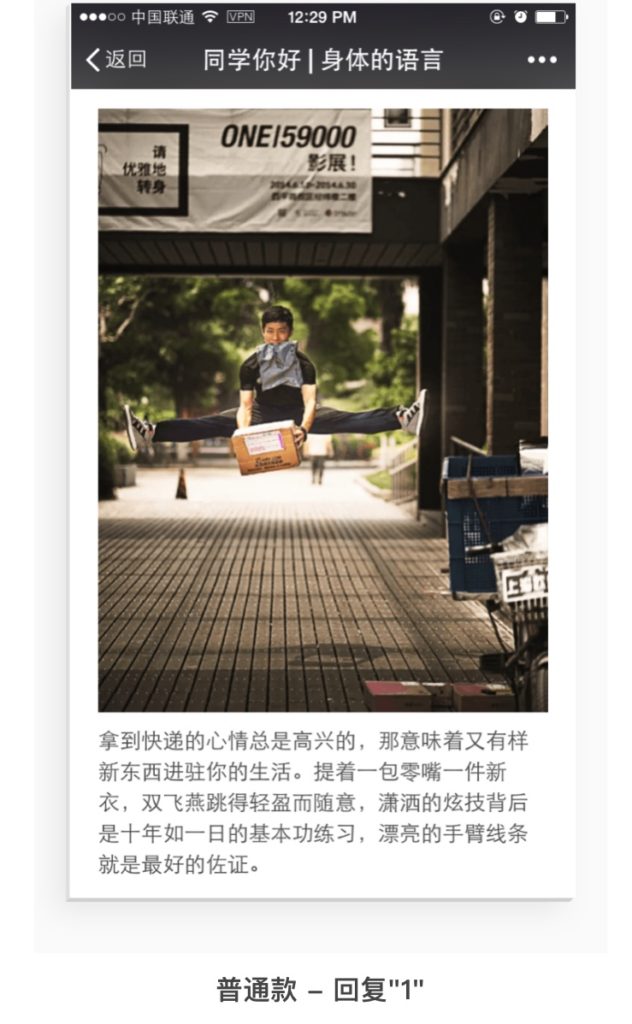 中国联通 VPN 12:29 PM
返回 同学你好 | 身体的语言
请
优雅地
转身
ONE/59000
影展!
2014.6.1?-2014.6.30
拿到快递的心情总是高兴的，那意味着又有样
新东西进驻你的生活。提着一包零嘴一件新
衣，双飞燕跳得轻盈而随意，潇洒的炫技背后
是十年如一日的基本功练习，漂亮的手臂线条
就是最好的佐证。
普通款 – 回复"1"